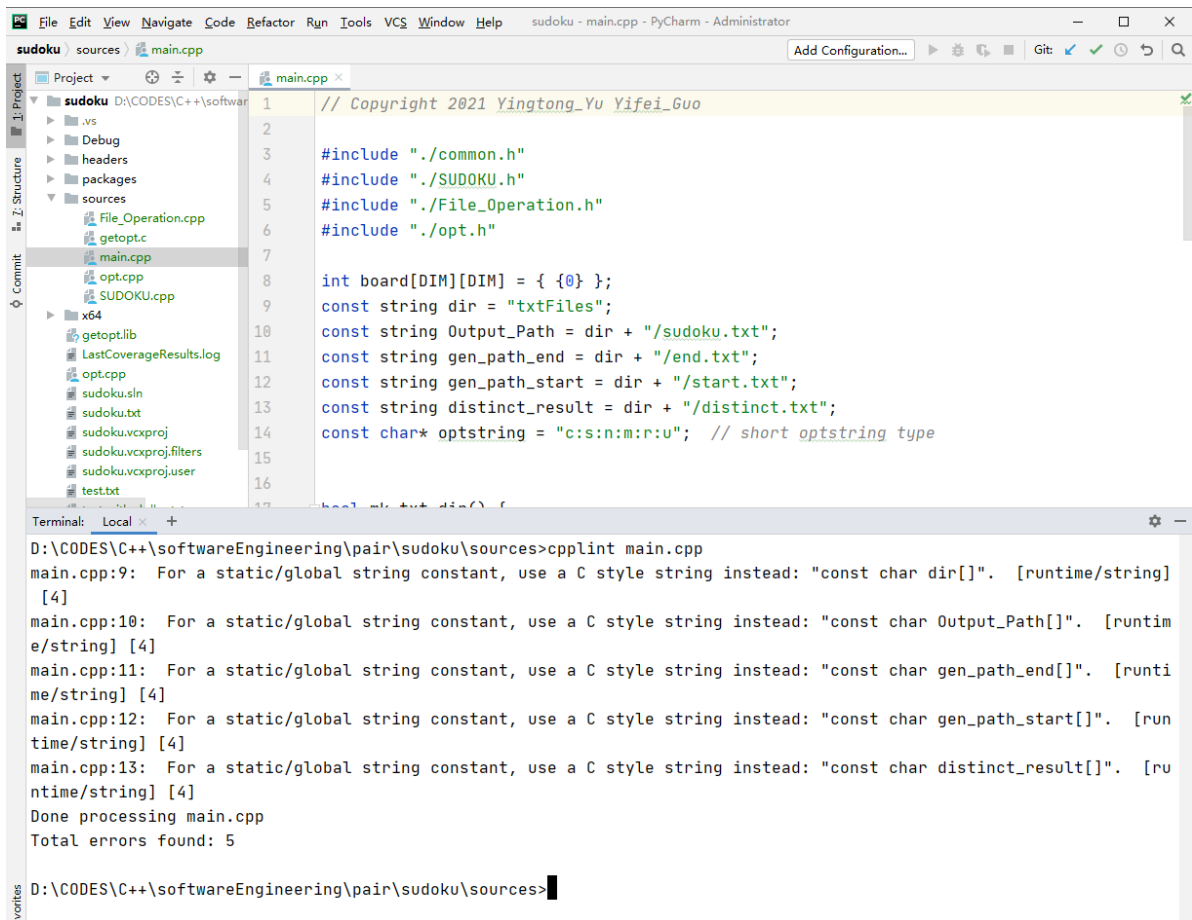 File Edit View Navigate Code Refactor Run Tools VCS Window Help sudoku - main.cpp - PyCharm - Administrator
sudoku sources main.cpp Add Configuration... Git:
1: Project
Project
main.cpp ×
sudoku D:\CODES\C++\softwar
.vs
Debug
headers
packages
sources
File_Operation.cpp
getopt.c
main.cpp
opt.cpp
SUDOKU.cpp
x64
getopt.lib
LastCoverageResults.log
opt.cpp
sudoku.sln
sudoku.txt
sudoku.vcxproj
sudoku.vcxproj.filters
sudoku.vcxproj.user
test.txt
7: Structure
Commit
1 // Copyright 2021 Yingtong_Yu Yifei_Guo
2
3 #include "./common.h"
4 #include "./SUDOKU.h"
5 #include "./File_Operation.h"
6 #include "./opt.h"
7
8 int board[DIM][DIM] = { {0} };
9 const string dir = "txtFiles";
10 const string Output_Path = dir + "/sudoku.txt";
11 const string gen_path_end = dir + "/end.txt";
12 const string gen_path_start = dir + "/start.txt";
13 const string distinct_result = dir + "/distinct.txt";
14 const char* optstring = "c:s:n:m:r:u"; // short optstring type
15
16
17 bool mk_txt_dir() {
Terminal: Local × +
D:\CODES\C++\softwareEngineering\pair\sudoku\sources>cpplint main.cpp
main.cpp:9: For a static/global string constant, use a C style string instead: "const char dir[]". [runtime/string]
[4]
main.cpp:10: For a static/global string constant, use a C style string instead: "const char Output_Path[]". [runtim
e/string] [4]
main.cpp:11: For a static/global string constant, use a C style string instead: "const char gen_path_end[]". [runti
me/string] [4]
main.cpp:12: For a static/global string constant, use a C style string instead: "const char gen_path_start[]". [run
time/string] [4]
main.cpp:13: For a static/global string constant, use a C style string instead: "const char distinct_result[]". [ru
ntime/string] [4]
Done processing main.cpp
Total errors found: 5
D:\CODES\C++\softwareEngineering\pair\sudoku\sources>
vorites